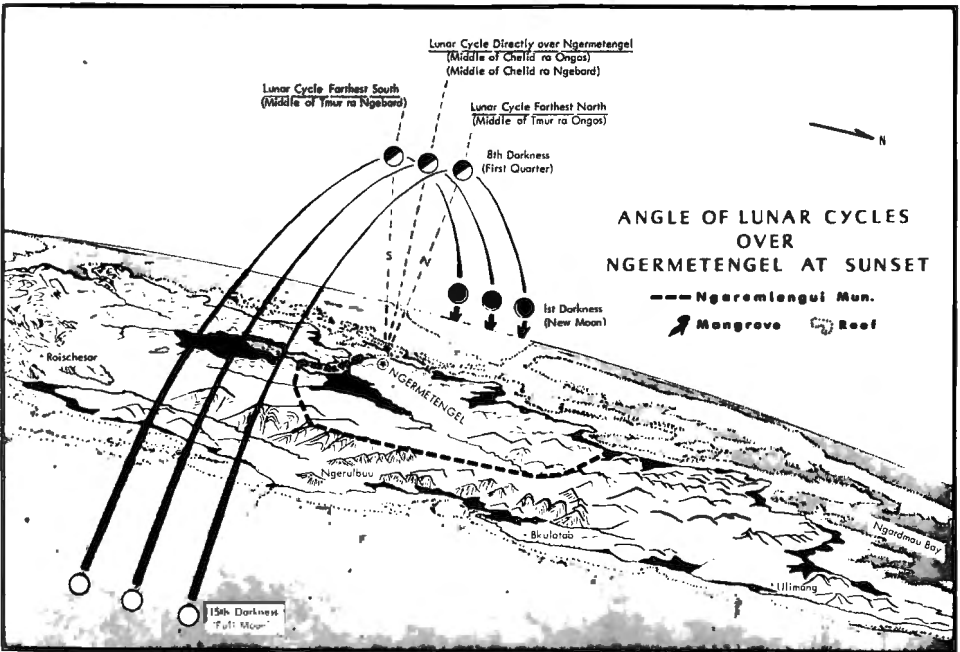 Lunar Cycle Directly over Ngermetengel
(Middle of Chelid ra Ongos)
(Middle of Chelid ra Ngebard)
Lunar Cycle Farthest South
(Middle of Tmur ra Ngebard)
Lunar Cycle Farthest North
(Middle of Tmur ra Ongos)
8th Darkness
(First Quarter)
N
ANGLE OF LUNAR CYCLES
OVER
NGERMETENGEL AT SUNSET
Ngaremlengui Mun.
Mangrove
Reef
S
N
1st Darkness
(New Moon)
Roischesar
NGERMETENGEL
Ngerulbuu
Bkulatab
Ngardmau Bay
Ulimang
15th Darkness
"Full Moon"